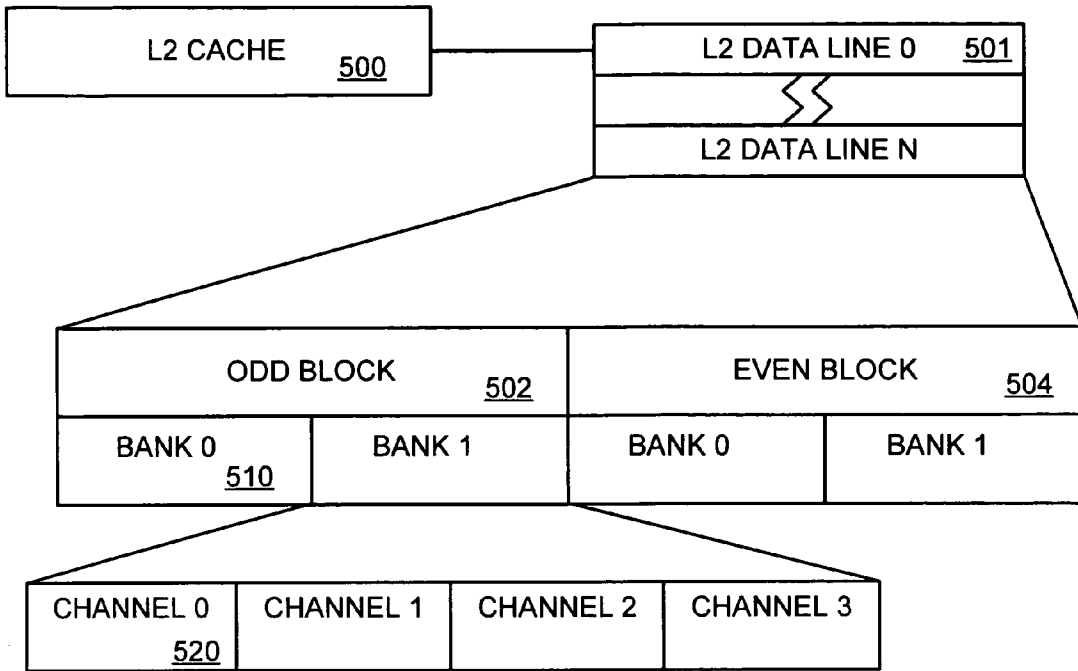 L2 CACHE
500
L2 DATA LINE 0
501
L2 DATA LINE N
ODD BLOCK
502
EVEN BLOCK
504
BANK 0
510
BANK 1
BANK 0
BANK 1
CHANNEL 0
520
CHANNEL 1
CHANNEL 2
CHANNEL 3